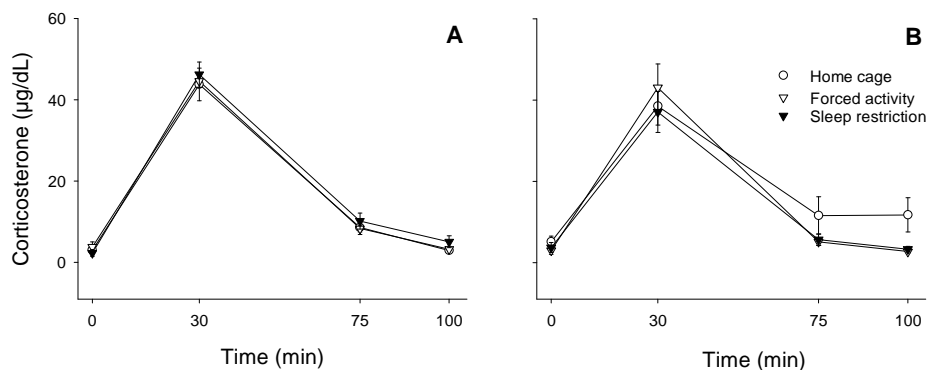 A
B
60
40
20
0
Corticosterone (µg/dL)
Home cage
Forced activity
Sleep restriction
0 30 75 100
0 30 75 100
Time (min)
Time (min)